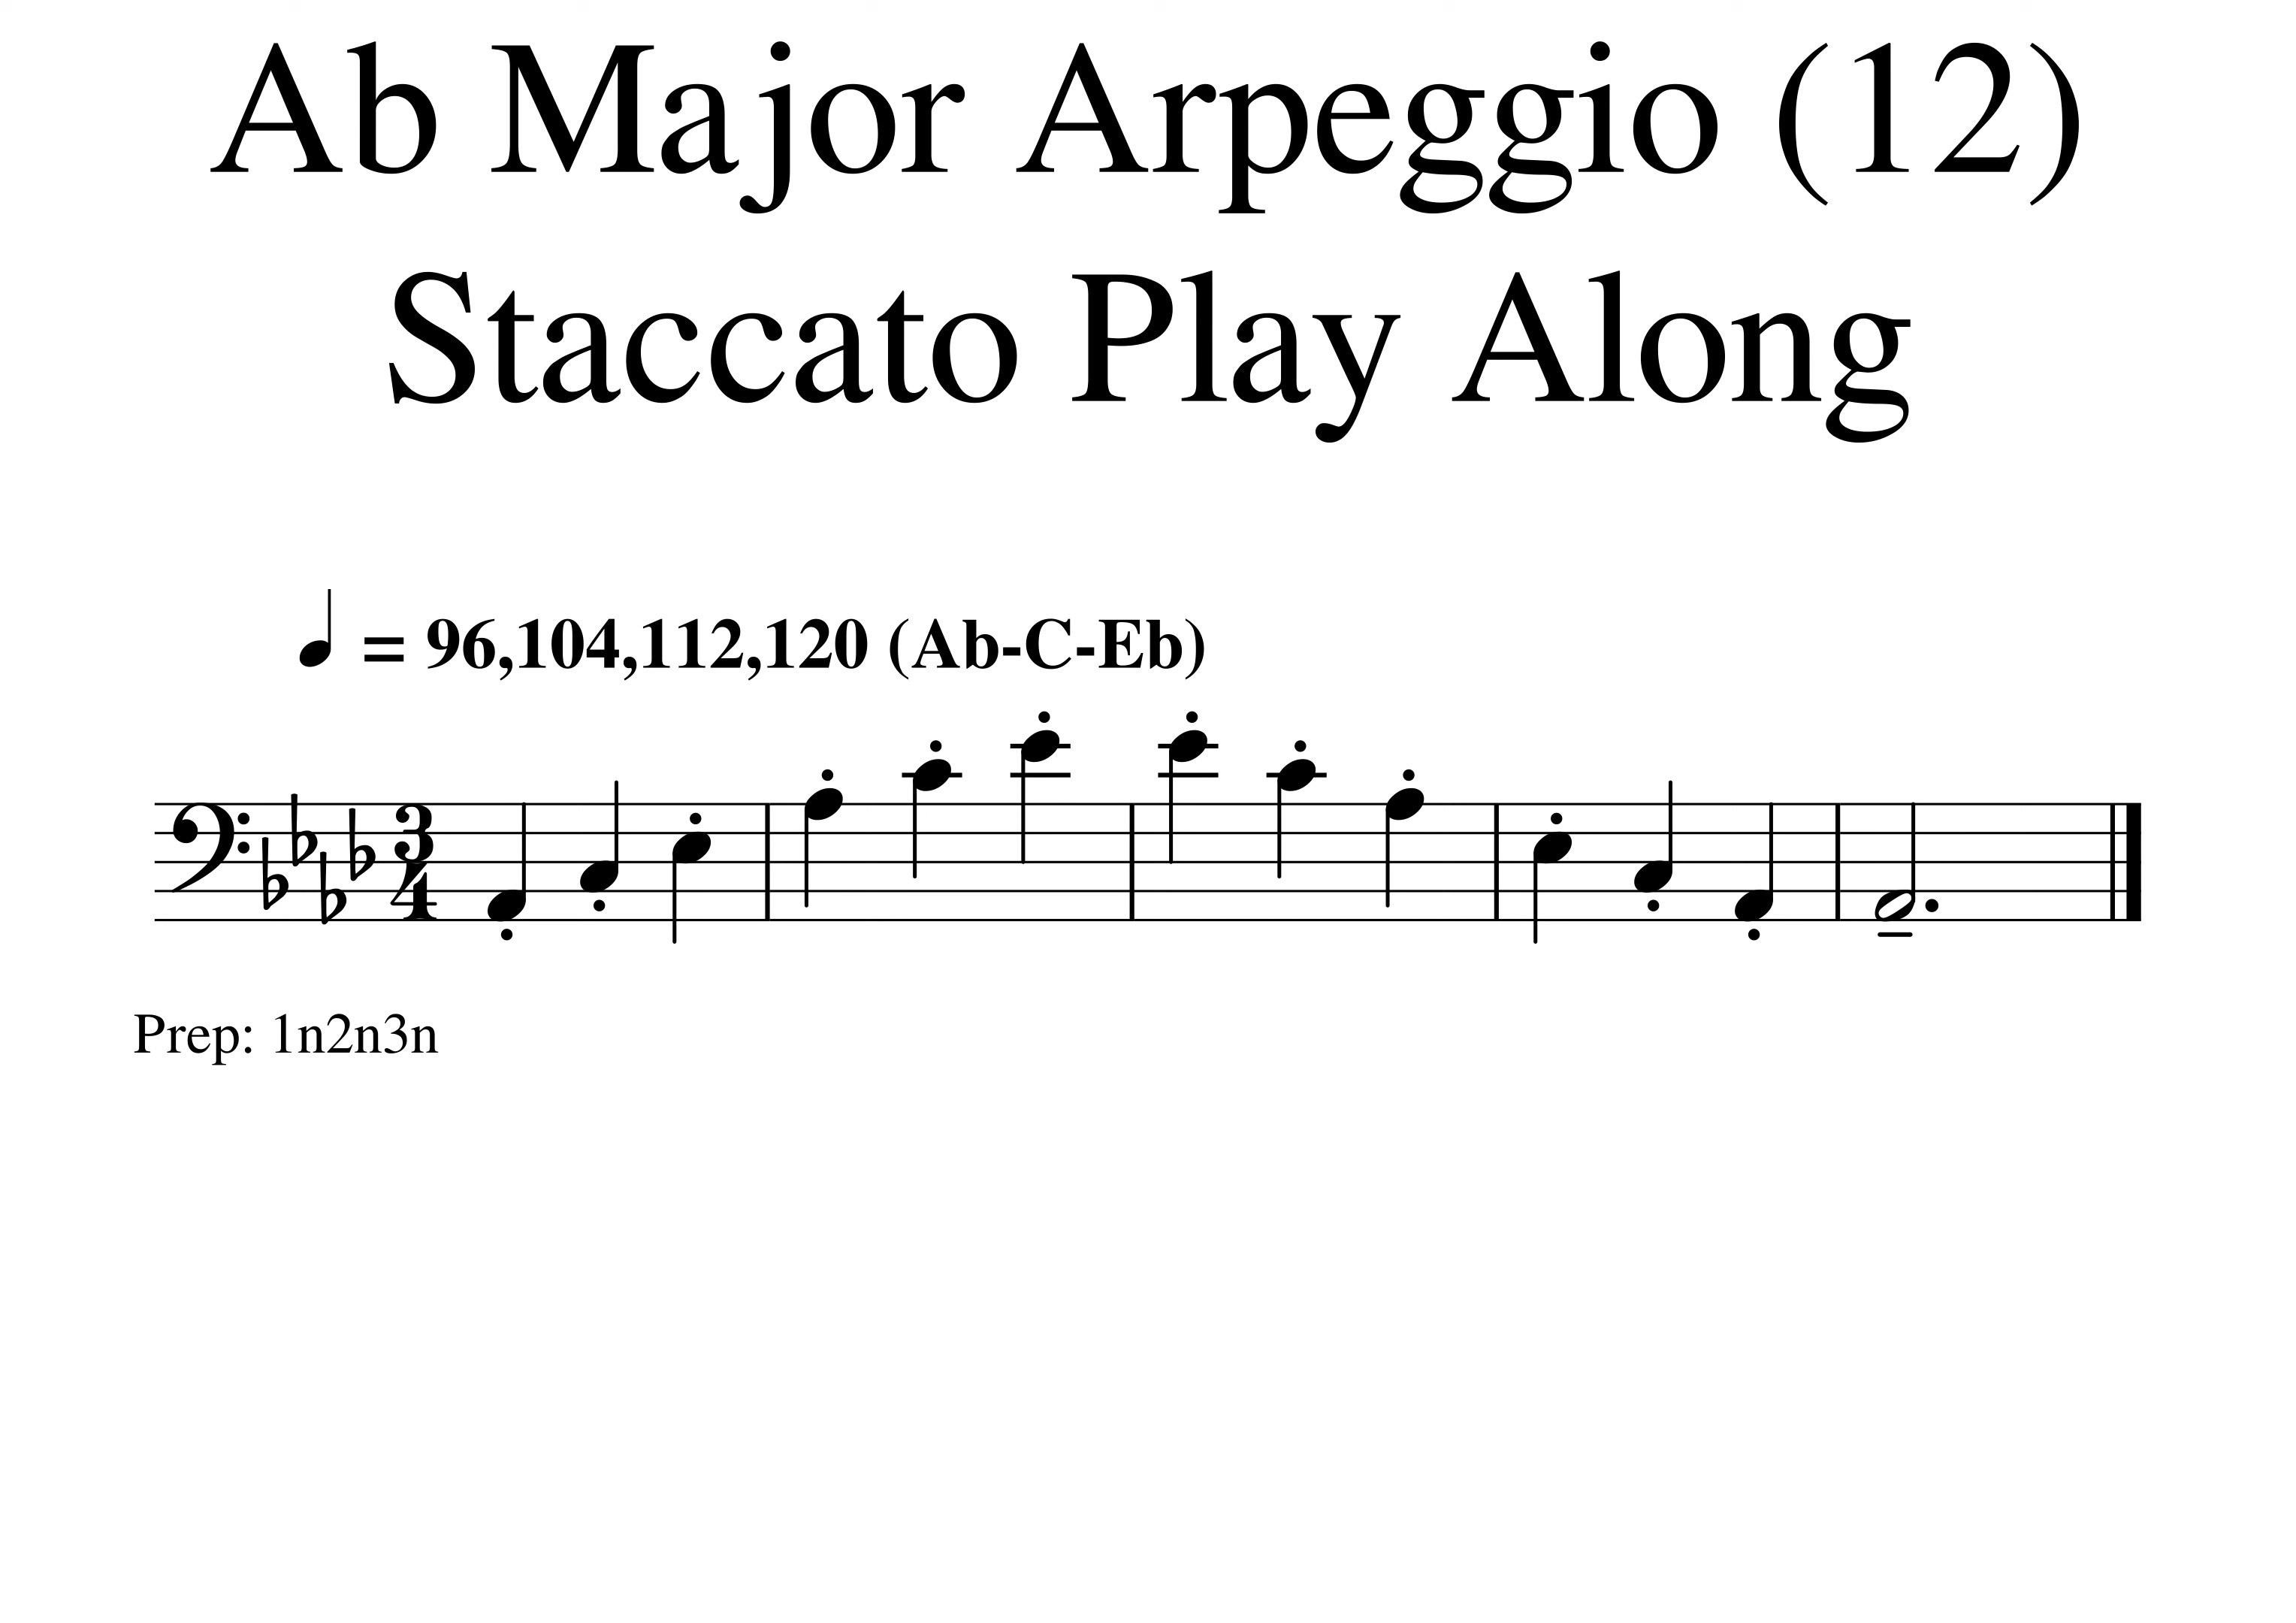 Ab Major Arpeggio (12)
Staccato Play Along
= 96,104,112,120 (Ab-C-Eb)
3
4
Prep: 1n2n3n